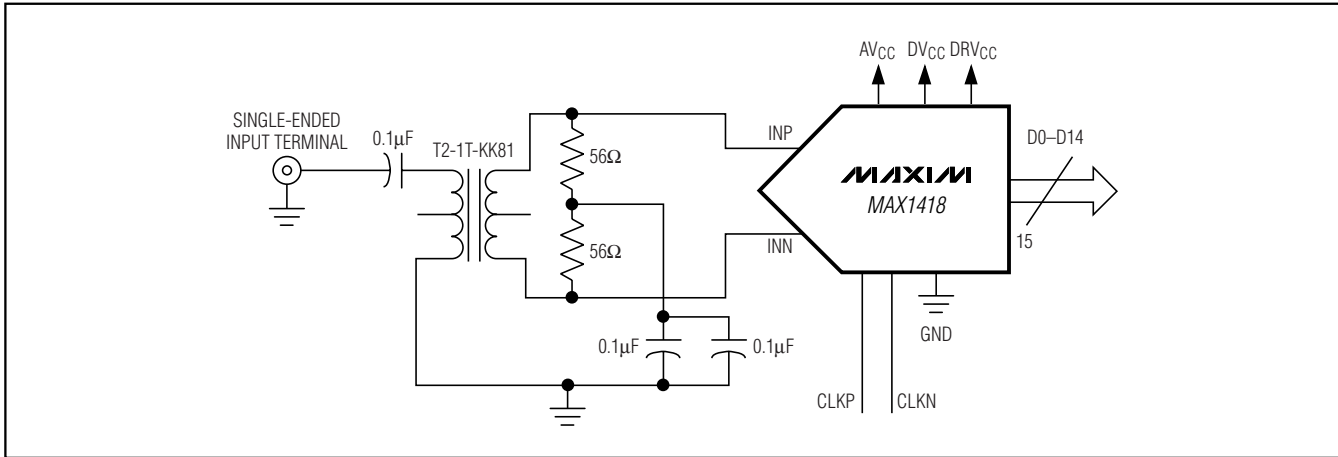 AVCC DVCC DRVCC
SINGLE-ENDED
INPUT TERMINAL
0.1μF
T2-1T-KK81
56Ω
56Ω
INP
INN
MAXIM
MAX1418
D0–D14
15
0.1μF
0.1μF
GND
CLKP
CLKN